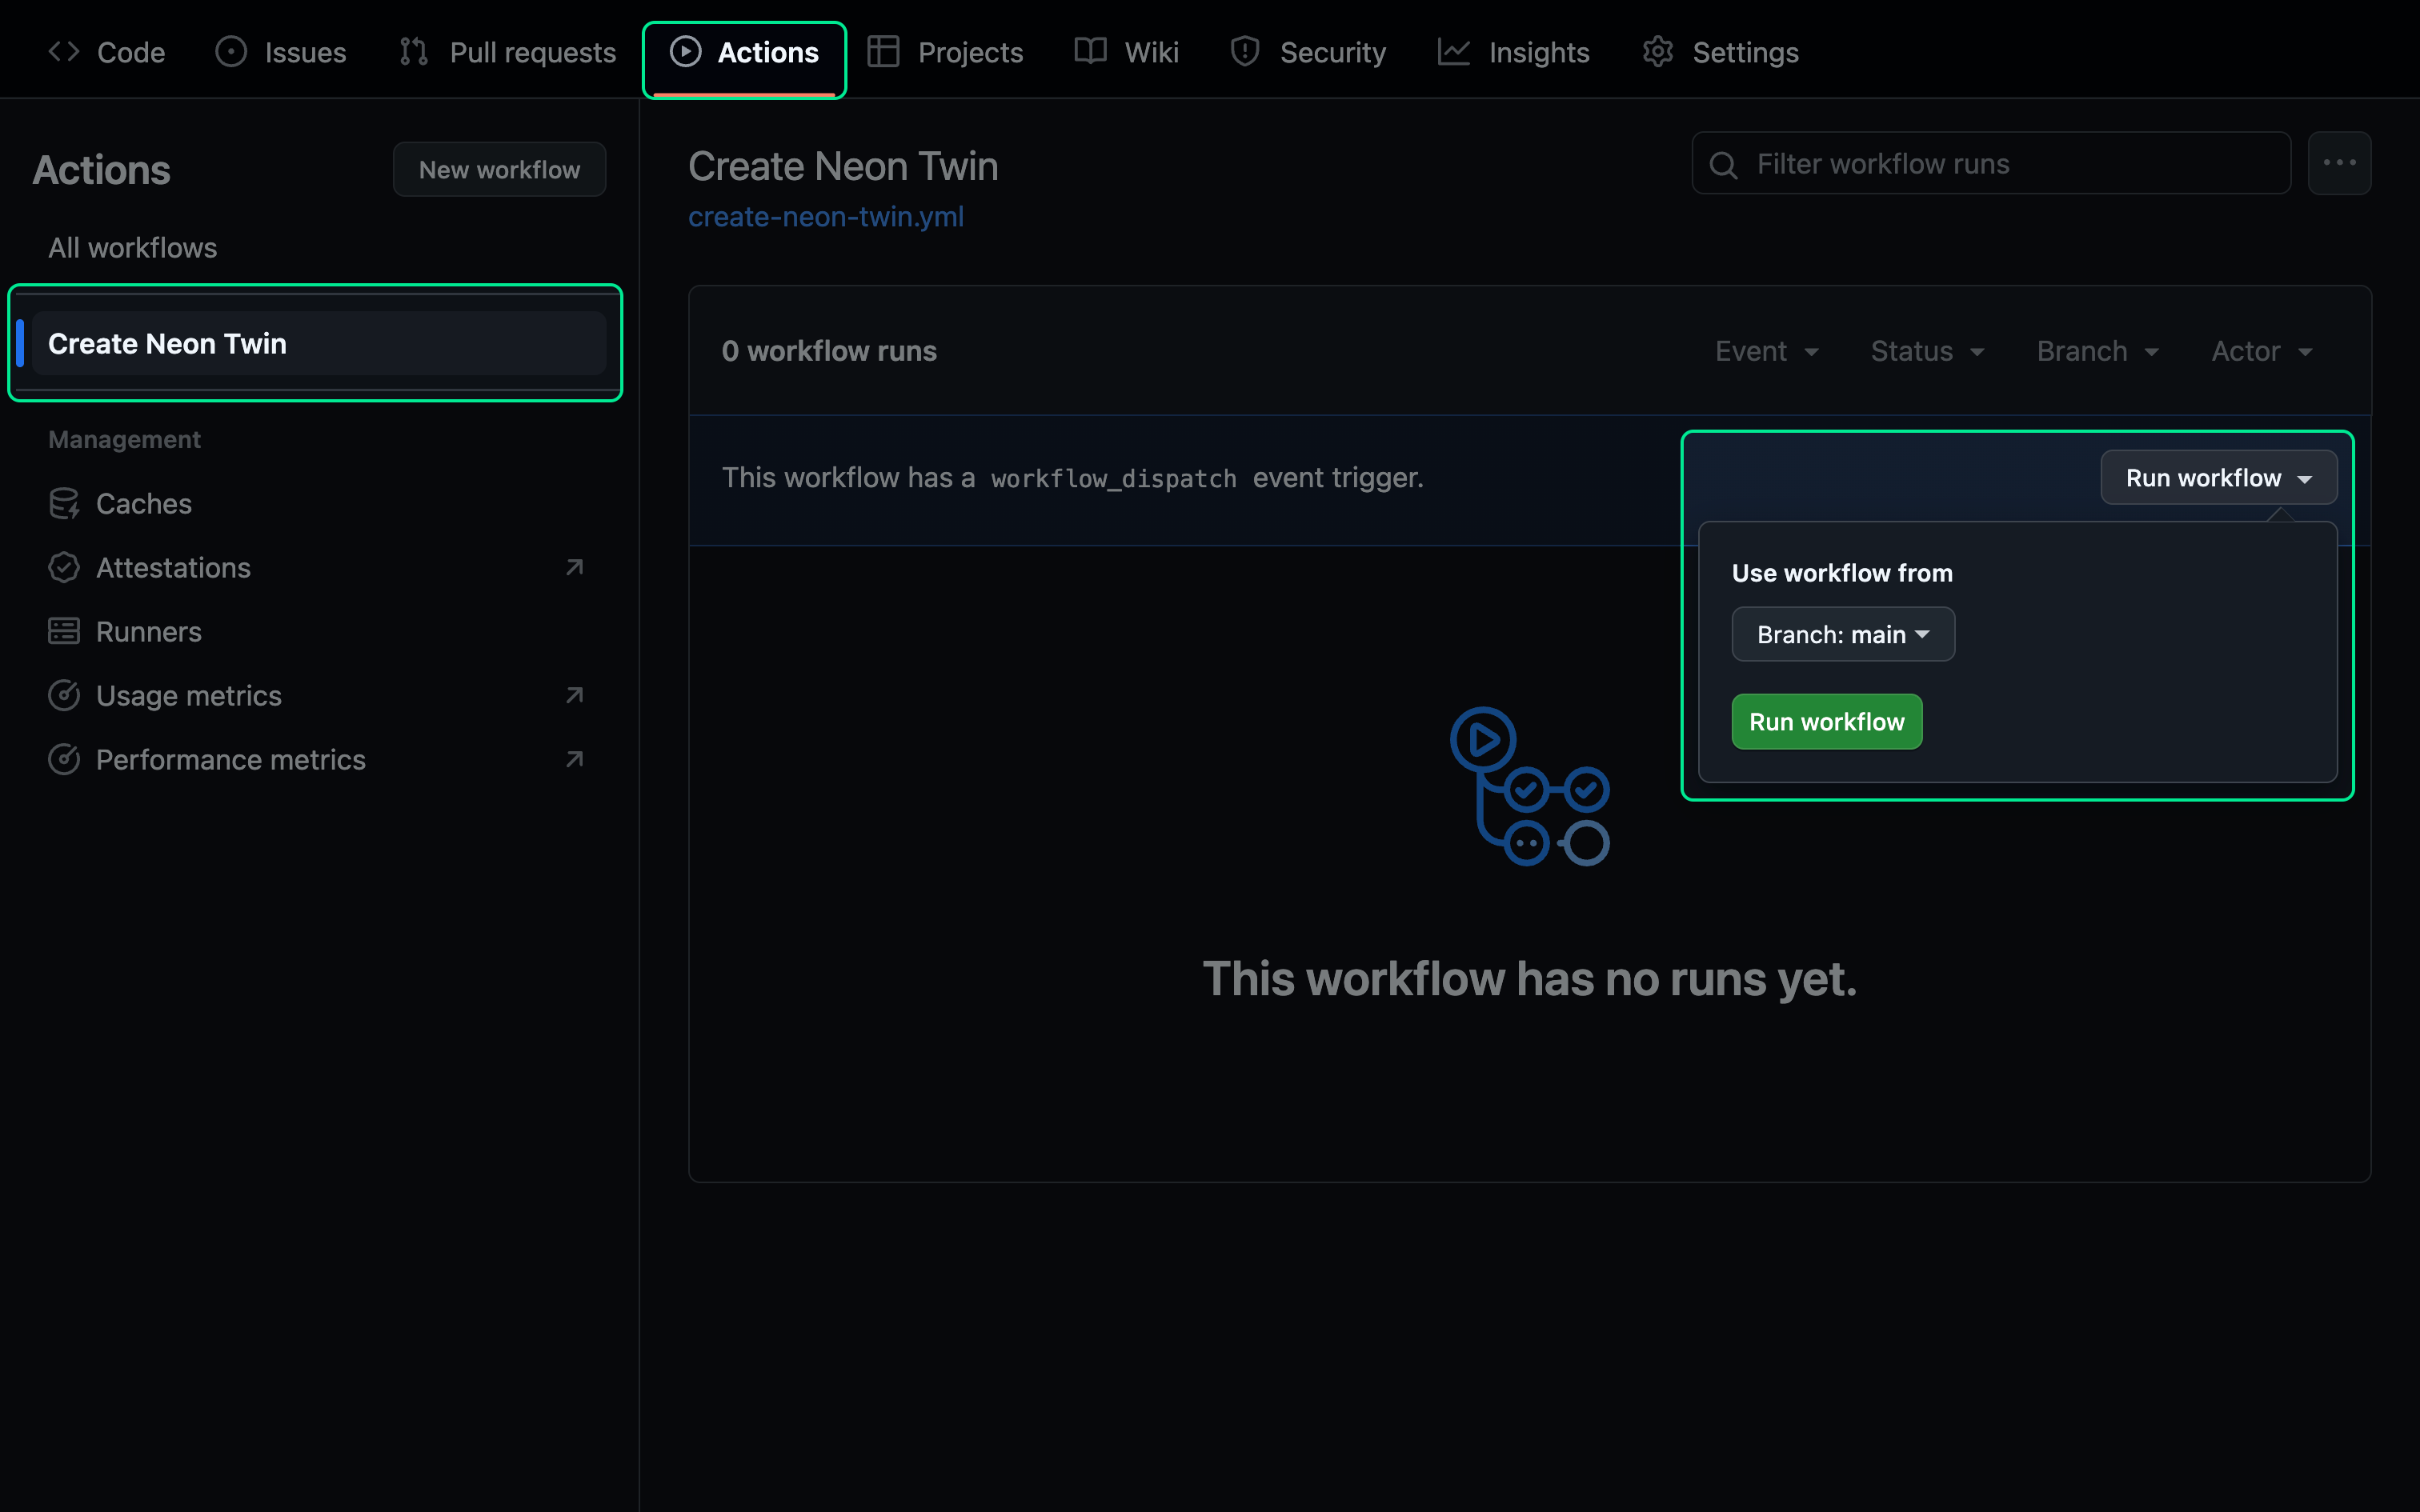 Code Issues Pull requests Actions Projects Wiki Security Insights Settings
Actions
New workflow
All workflows
Create Neon Twin
Management
Caches
Attestations
Runners
Usage metrics
Performance metrics
Create Neon Twin
create-neon-twin.yml
Filter workflow runs
0 workflow runs
Event Status Branch Actor
This workflow has a workflow_dispatch event trigger.
Run workflow
Use workflow from
Branch: main
Run workflow
This workflow has no runs yet.